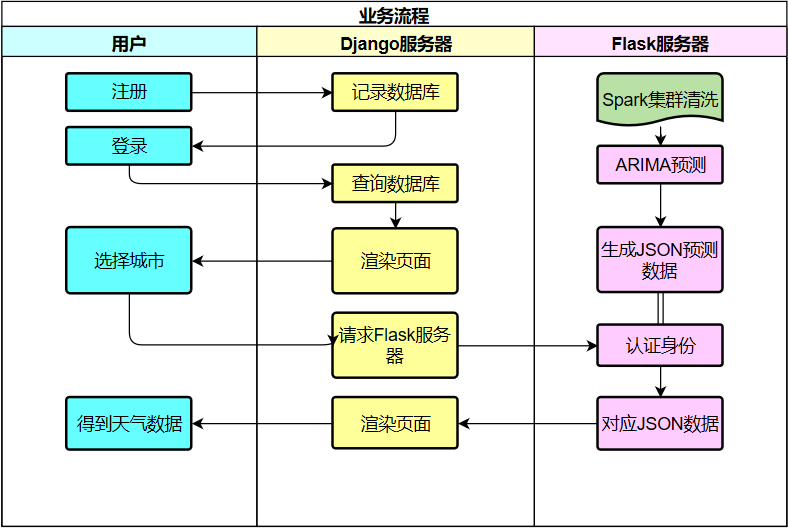 业务流程
用户
Django服务器
Flask服务器
注册
记录数据库
Spark集群清洗
登录
ARIMA预测
查询数据库
选择城市
渲染页面
生成JSON预测
数据
请求Flask服务
器
认证身份
得到天气数据
渲染页面
对应JSON数据